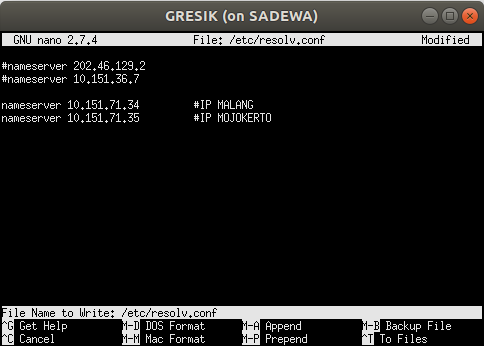 GRESIK (on SADEWA)
GNU nano 2.7.4 File: /etc/resolv.conf Modified
#nameserver 202.46.129.2
#nameserver 10.151.36.7
nameserver 10.151.71.34 #IP MALANG
nameserver 10.151.71.35 #IP MOJOKERTO
File Name to Write: /etc/resolv.conf
^G Get Help M-D DOS Format M-A Append M-B Backup File
^C Cancel M-M Mac Format M-P Prepend ^T To Files